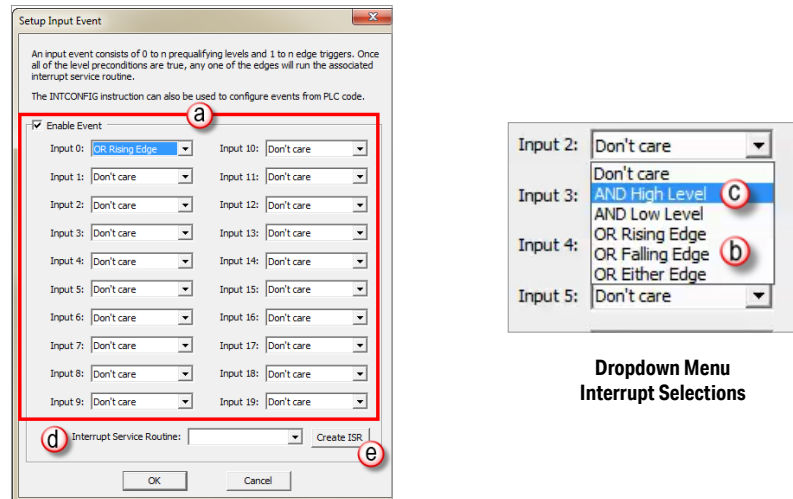 Setup Input Event
An input event consists of 0 to n prequalifying levels and 1 to n edge triggers. Once
all of the level preconditions are true, any one of the edges will run the associated
interrupt service routine.
The INTCONFIG instruction can also be used to configure events from PLC code.
a
Enable Event
Input 0: OR Rising Edge Input 10: Don't care
Input 1: Don't care Input 11: Don't care
Input 2: Don't care Input 12: Don't care
Input 3: Don't care Input 13: Don't care
Input 4: Don't care Input 14: Don't care
Input 5: Don't care Input 15: Don't care
Input 6: Don't care Input 16: Don't care
Input 7: Don't care Input 17: Don't care
Input 8: Don't care Input 18: Don't care
Input 9: Don't care Input 19: Don't care
d Interrupt Service Routine: Create ISR
e
OK Cancel
Input 2: Don't care
Don't care
Input 3: AND High Level c
AND Low Level
OR Rising Edge
Input 4: OR Falling Edge b
OR Either Edge
Input 5: Don't care
Dropdown Menu
Interrupt Selections